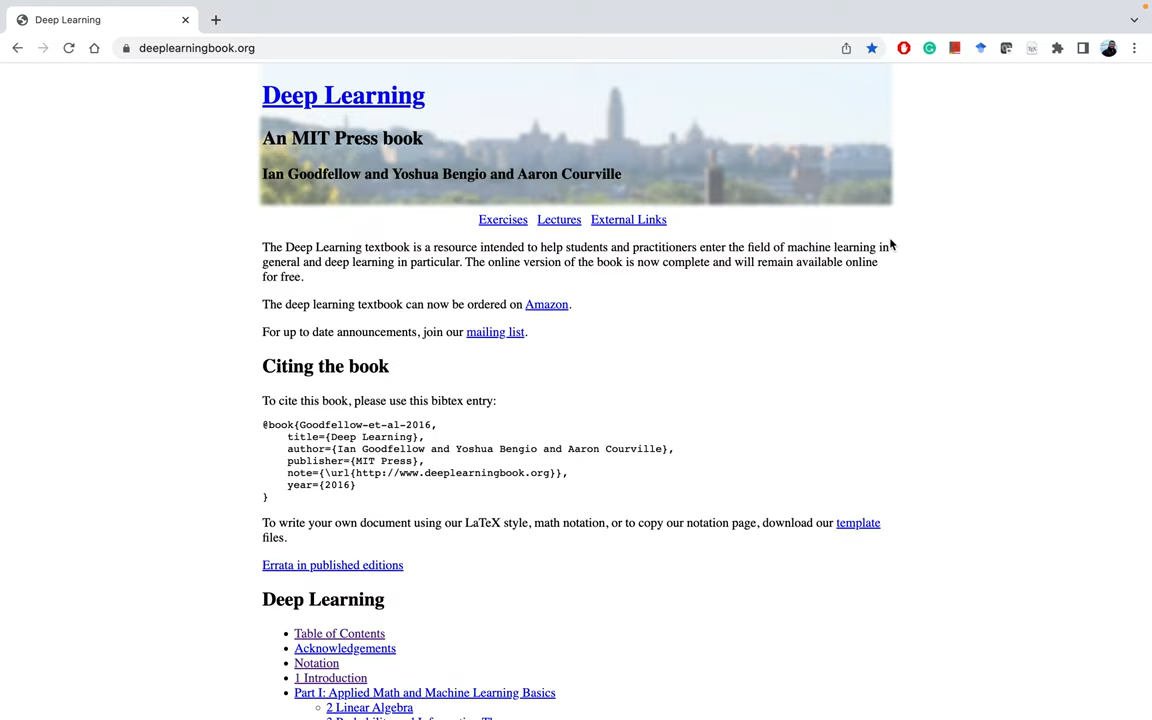 Deep Learning
deeplearningbook.org
Deep Learning
An MIT Press book
Ian Goodfellow and Yoshua Bengio and Aaron Courville
Exercises Lectures External Links
The Deep Learning textbook is a resource intended to help students and practitioners enter the field of machine learning in
general and deep learning in particular. The online version of the book is now complete and will remain available online
for free.
The deep learning textbook can now be ordered on Amazon.
For up to date announcements, join our mailing list.
Citing the book
To cite this book, please use this bibtex entry:
@book{Goodfellow-et-al-2016,
title={Deep Learning},
author={Ian Goodfellow and Yoshua Bengio and Aaron Courville},
publisher={MIT Press},
note={\url{http://www.deeplearningbook.org}},
year={2016}
}
To write your own document using our LaTeX style, math notation, or to copy our notation page, download our template
files.
Errata in published editions
Deep Learning
Table of Contents
Acknowledgements
Notation
1 Introduction
Part I: Applied Math and Machine Learning Basics
2 Linear Algebra